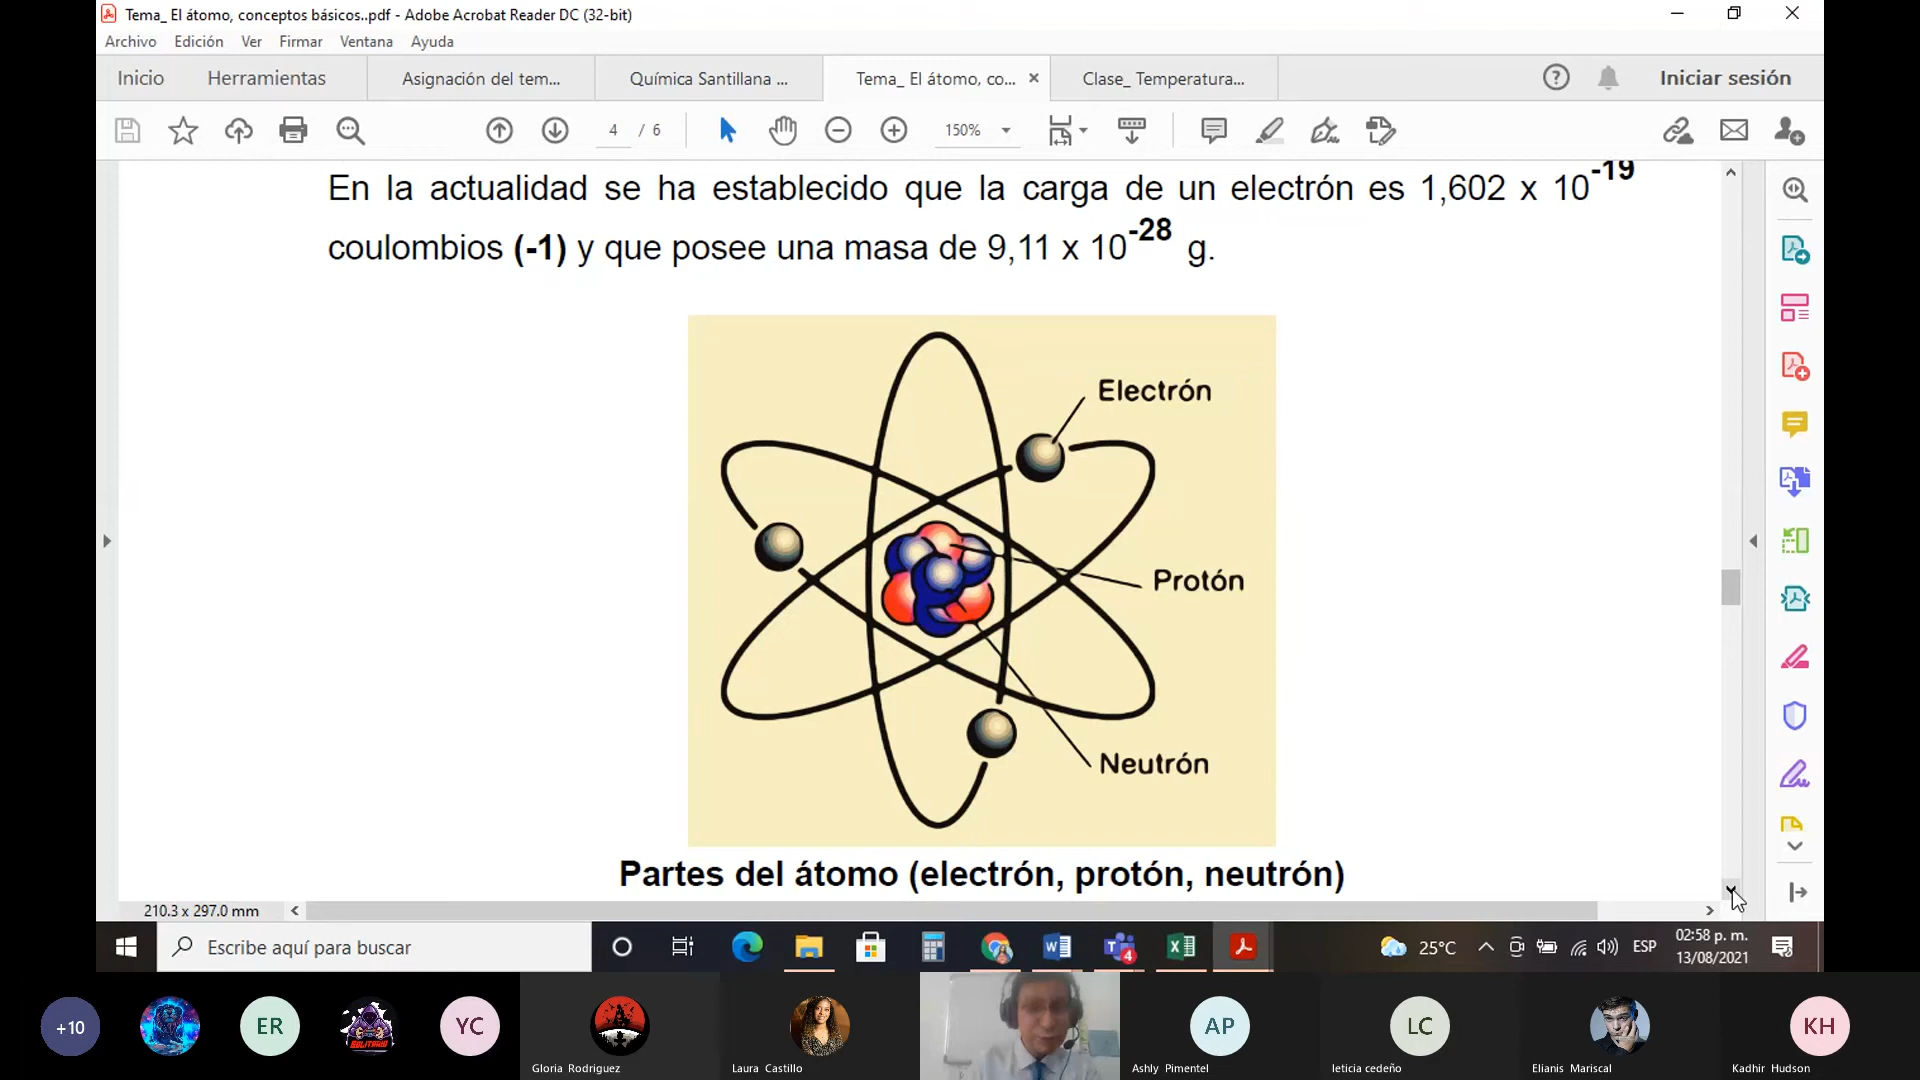 Tema_ El átomo, conceptos básicos..pdf - Adobe Acrobat Reader DC (32-bit)
Archivo Edición Ver Firmar Ventana Ayuda
Inicio Herramientas Asignación del tem... Química Santillana ... Tema_ El átomo, co... Clase_ Temperatura... Iniciar sesión
4 / 6 150%
En la actualidad se ha establecido que la carga de un electrón es 1,602 x 10-19
coulombios (-1) y que posee una masa de 9,11 x 10-28 g.
Electrón
Protón
Neutrón
Partes del átomo (electrón, protón, neutrón)
210.3 x 297.0 mm
Escribe aquí para buscar 4 25°C ESP 02:58 p. m.
13/08/2021
+10 ER SOLITARIO YC AP LC KH
Gloria Rodriguez Laura Castillo Ashly Pimentel leticia cedeño Elianis Mariscal Kadhir Hudson